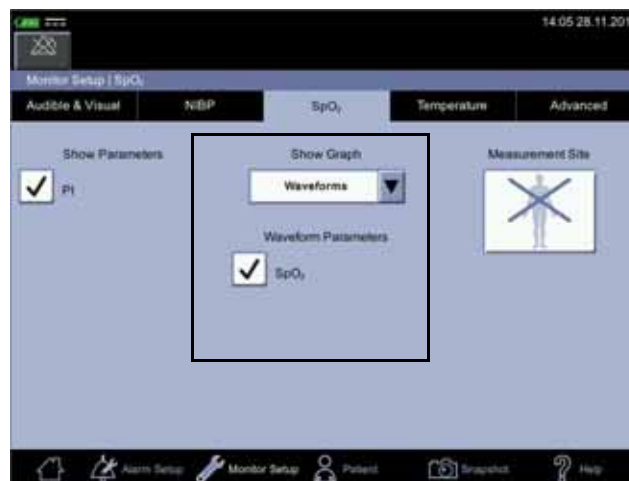 14:05 28.11.201
Monitor Setup | SpO₂
Audible & Visual NIBP SpO₂ Temperature Advanced
Show Parameters Show Graph Measurement Site
PI Waveforms
Waveform Parameters
SpO₂
Alarm Setup Monitor Setup Patient Snapshot Help